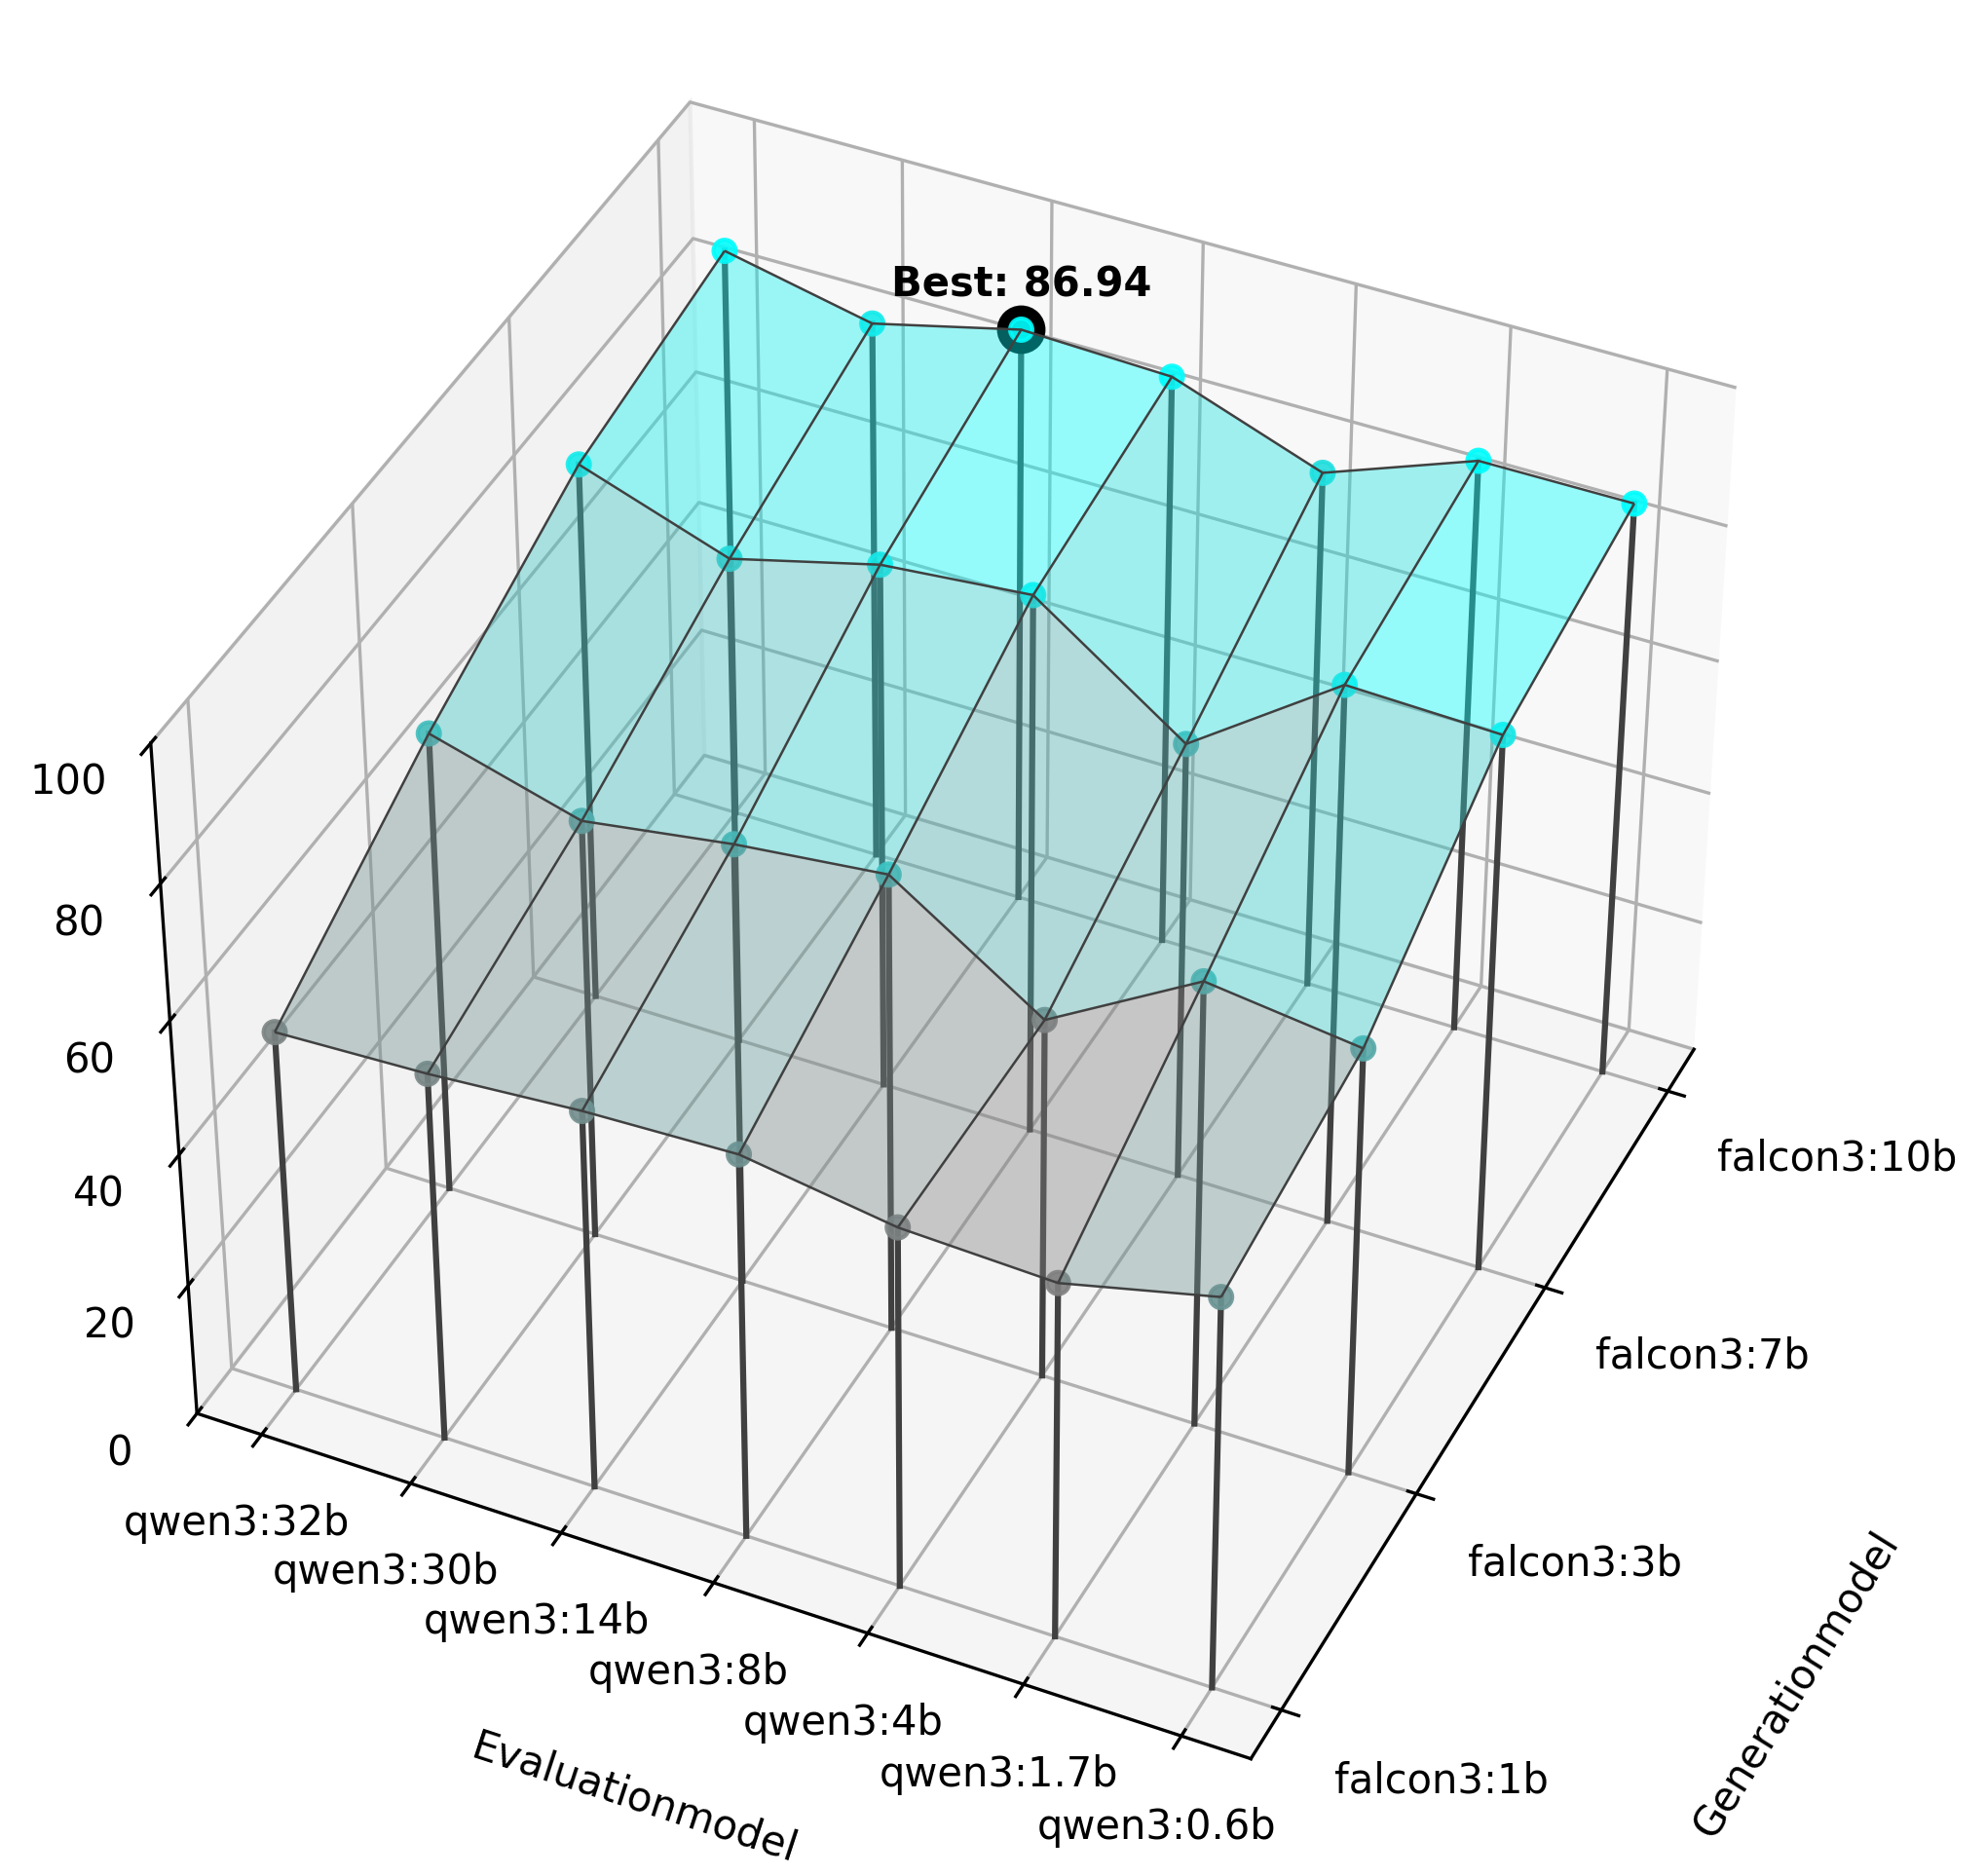 Best: 86.94
100
80
60
40
20
0
qwen3:32b
qwen3:30b
qwen3:14b
qwen3:8b
qwen3:4b
qwen3:1.7b
qwen3:0.6b
Evaluationmodel
falcon3:10b
falcon3:7b
falcon3:3b
falcon3:1b
Generationmodel